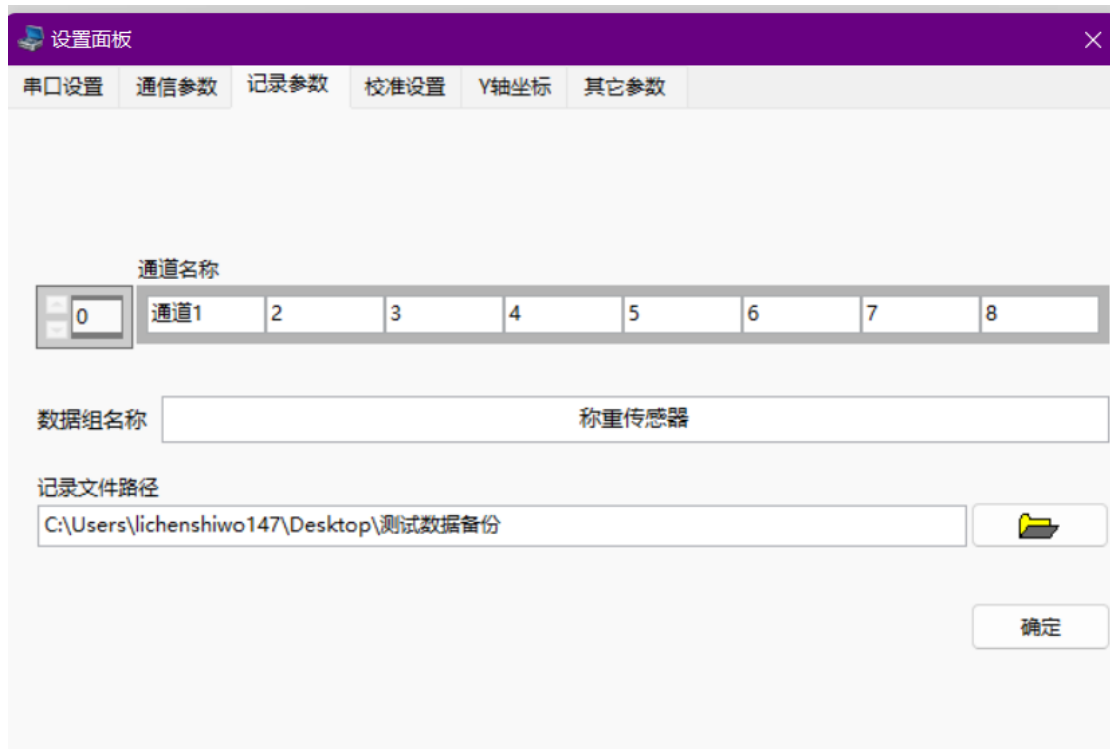 设置面板
串口设置 通信参数 记录参数 校准设置 Y轴坐标 其它参数
通道名称
0 通道1 2 3 4 5 6 7 8
数据组名称 称重传感器
记录文件路径
C:\Users\lichenshiwo147\Desktop\测试数据备份
确定